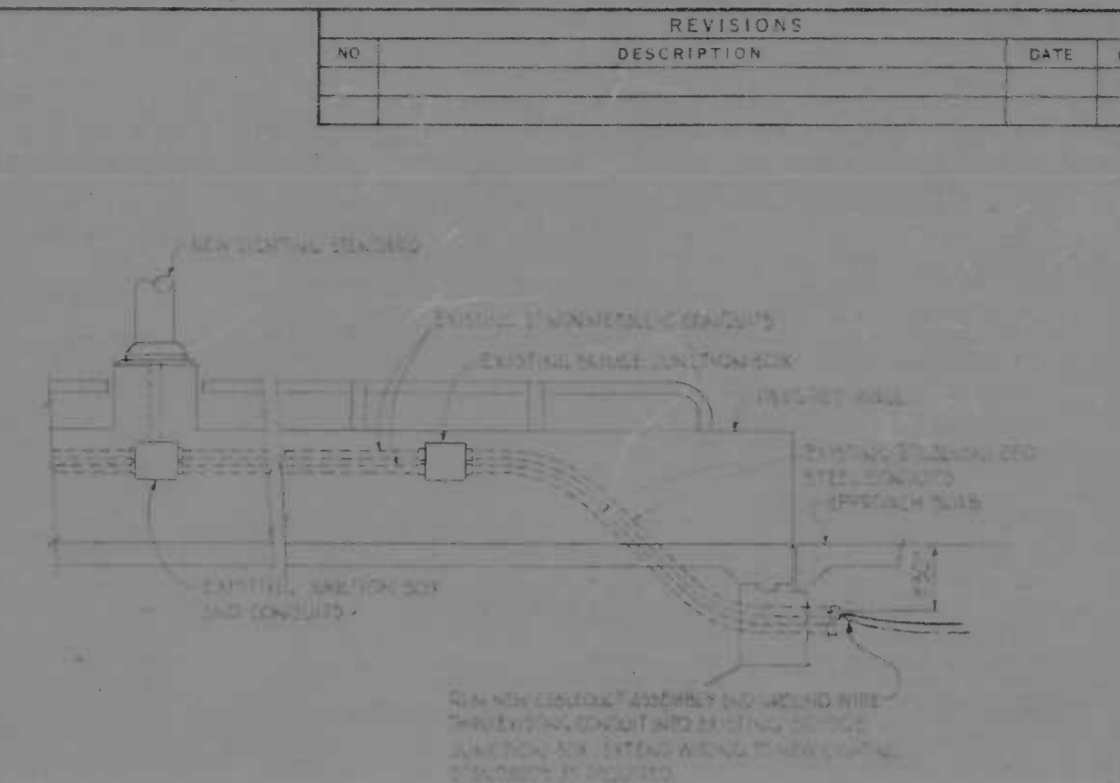 REVISIONS
NO DESCRIPTION DATE
NEW LIGHTING STANDARD
EXISTING 2" NONMETALLIC CONDUITS
EXISTING BRIDGE JUNCTION BOX
PARAPET WALL
EXISTING
STEEL CONDUITS
APPROACH SLAB
EXISTING JUNCTION BOX
AND CONDUITS
RUN NEW CABLEDUCT ASSEMBLY AND GROUND WIRE
THRU EXISTING CONDUIT INTO EXISTING BRIDGE
JUNCTION BOX. EXTEND WIRING TO NEW LIGHTING
STANDARDS AS REQUIRED